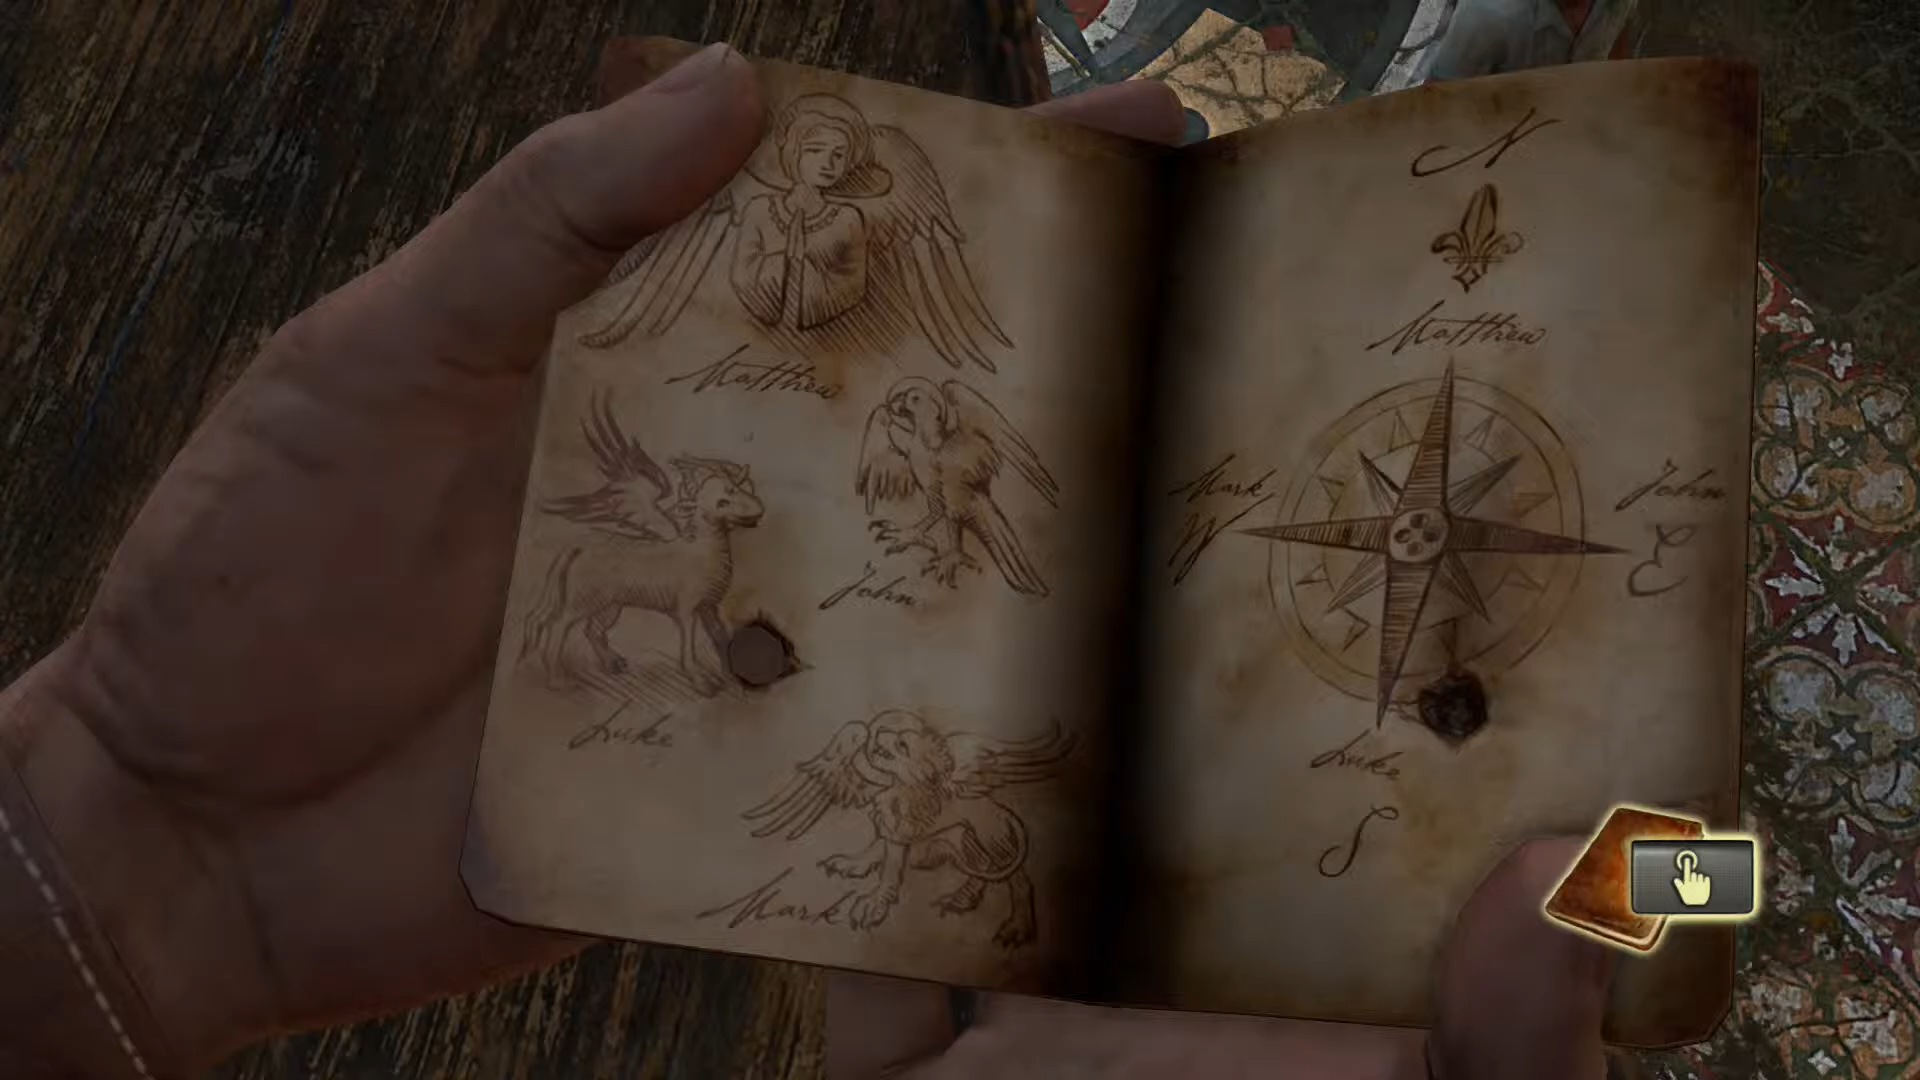 Matthew
John
Luke
Mark
N
Matthew
Mark
W
John
E
Luke
S